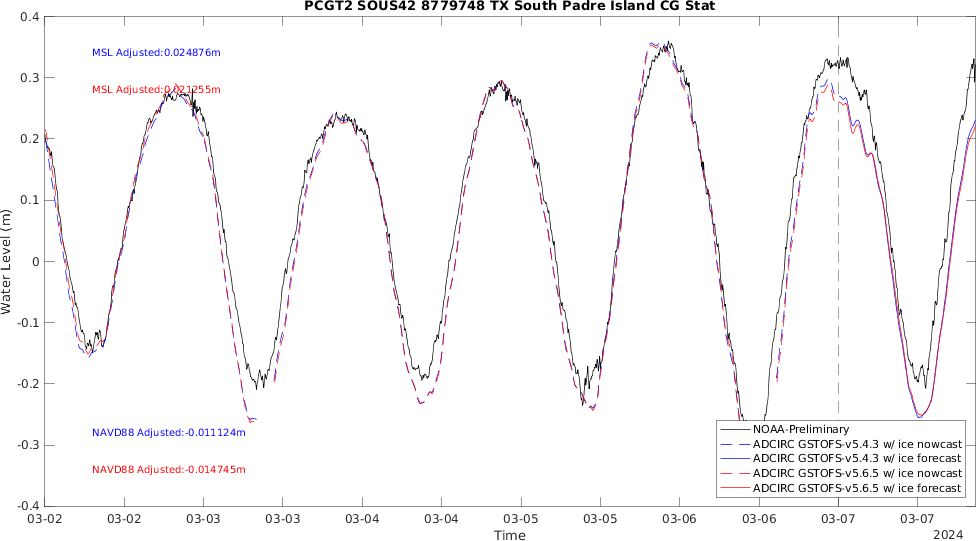 PCGT2 SOUS42 8779748 TX South Padre Island CG Stat
0.4
0.3
0.2
0.1
0
-0.1
-0.2
-0.3
-0.4
Water Level (m)
MSL Adjusted:0.024876m
MSL Adjusted:0.021255m
NAVD88 Adjusted:-0.011124m
NAVD88 Adjusted:-0.014745m
NOAA-Preliminary
ADCIRC GSTOFS-v5.4.3 w/ ice nowcast
ADCIRC GSTOFS-v5.4.3 w/ ice forecast
ADCIRC GSTOFS-v5.6.5 w/ ice nowcast
ADCIRC GSTOFS-v5.6.5 w/ ice forecast
03-02 03-02 03-03 03-03 03-04 03-04 03-05 03-05 03-06 03-06 03-07 03-07
Time
2024